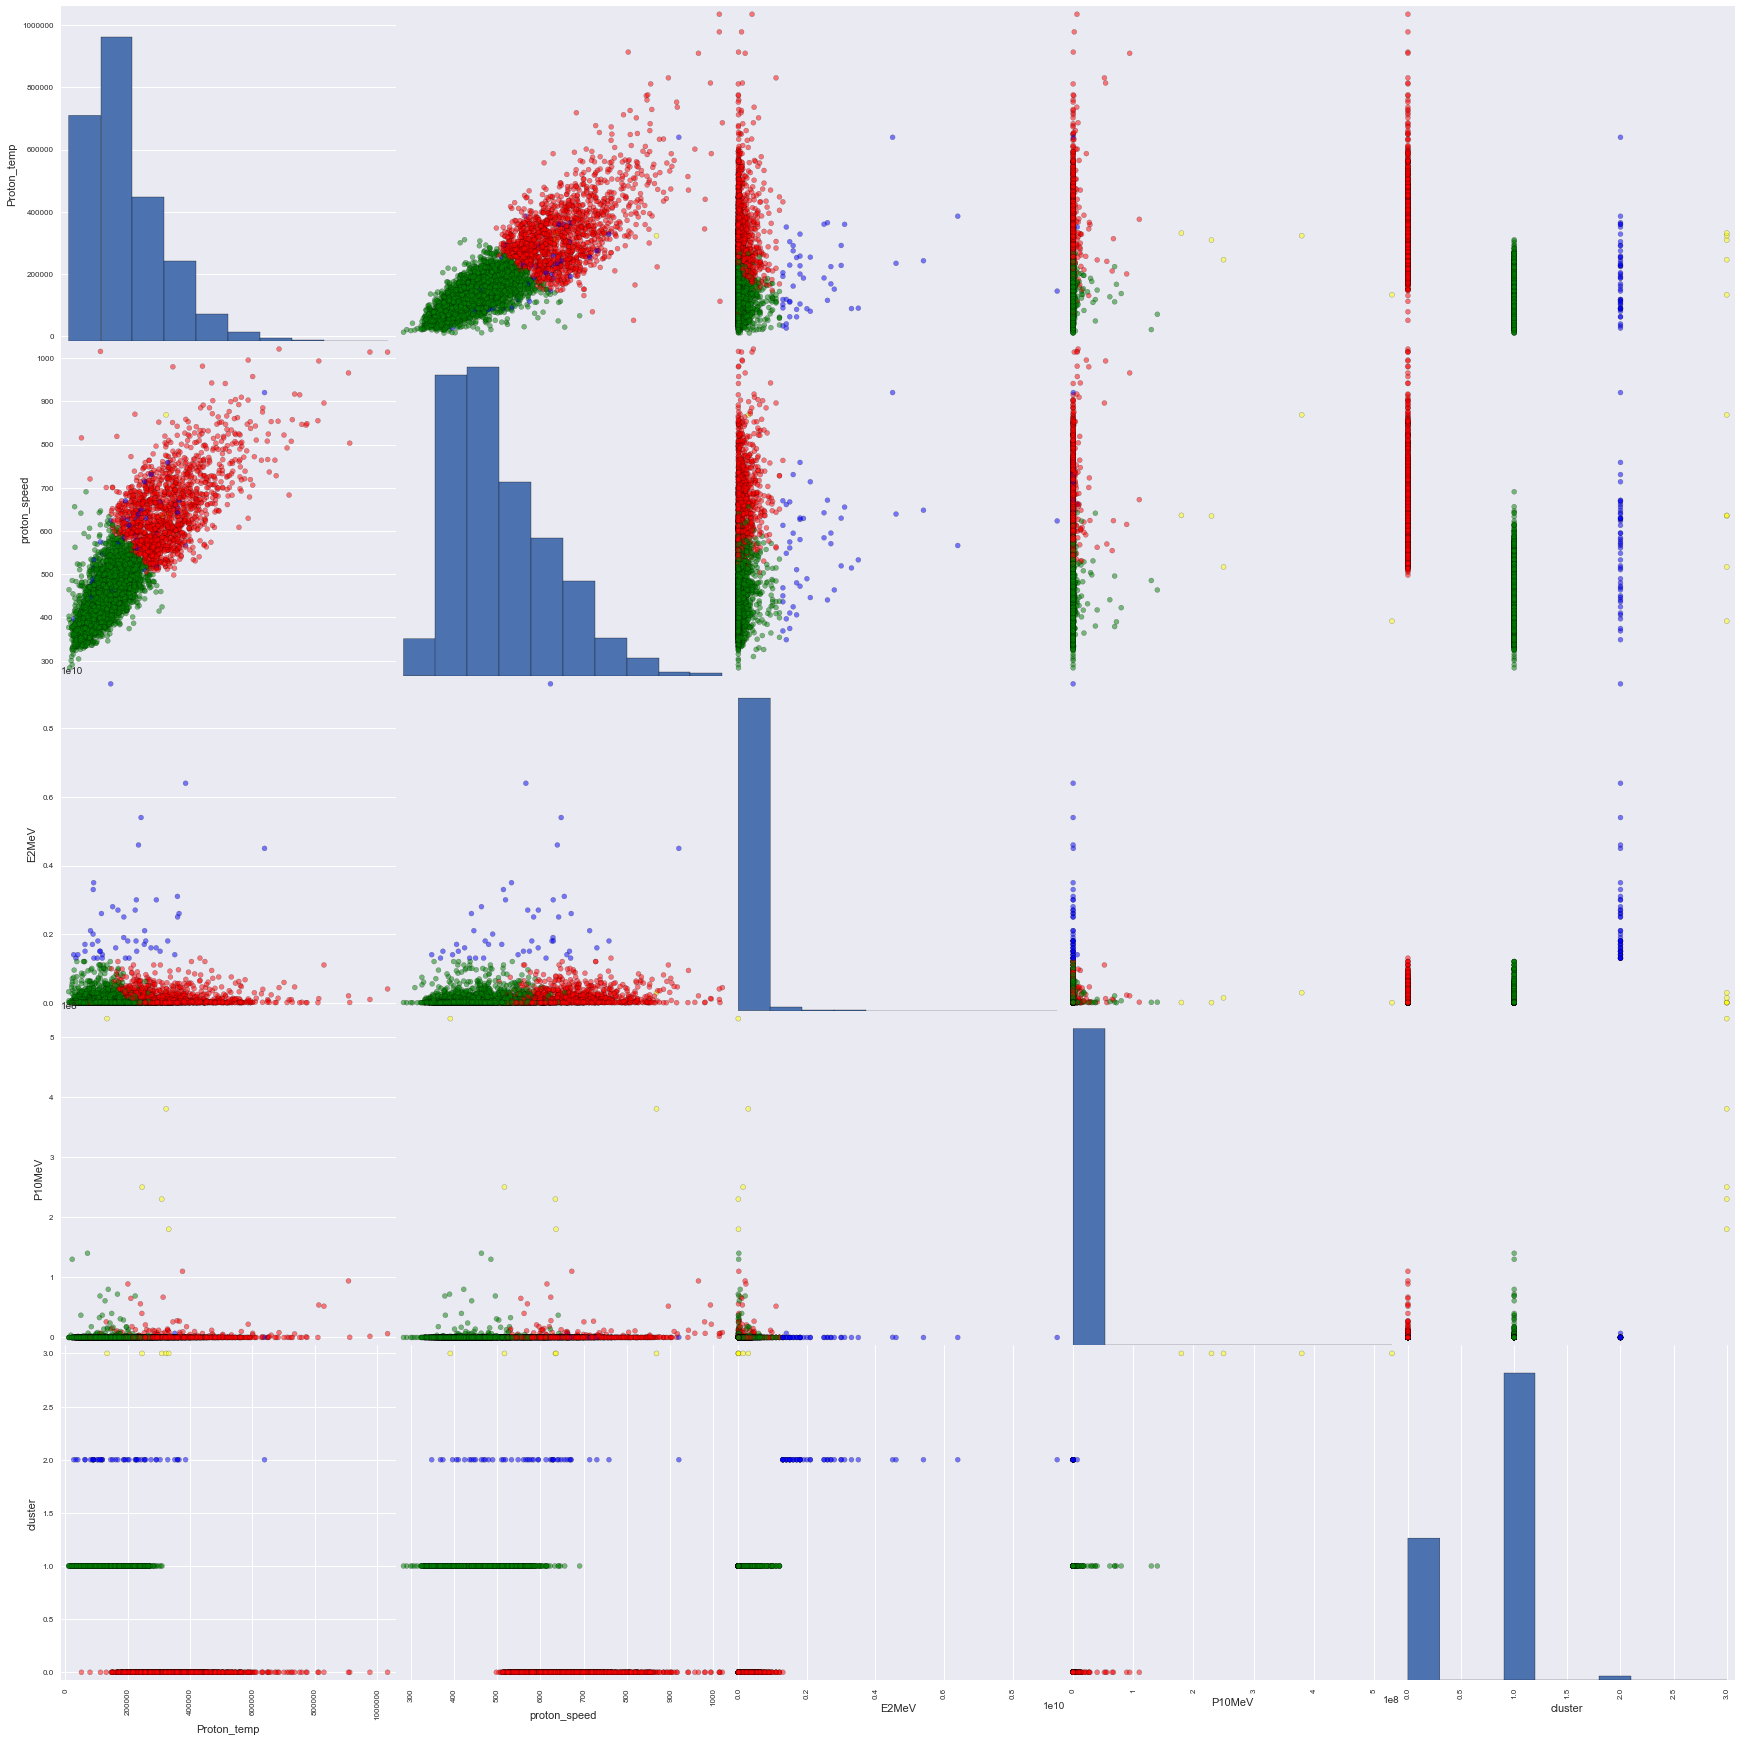 Proton_temp
1000000
800000
600000
400000
200000
0
proton_speed
1000
900
800
700
600
500
400
300
1e10
E2MeV
0.8
0.6
0.4
0.2
0.0
1e8
P10MeV
5
4
3
2
1
0
cluster
3.0
2.5
2.0
1.5
1.0
0.5
0.0
0 200000 400000 600000 800000 1000000
Proton_temp
300 400 500 600 700 800 900 1000
proton_speed
0.0 0.2 0.4 0.6 0.8
1e10
E2MeV
0 1 2 3 4 5
1e8
P10MeV
0.0 0.5 1.0 1.5 2.0 2.5 3.0
cluster